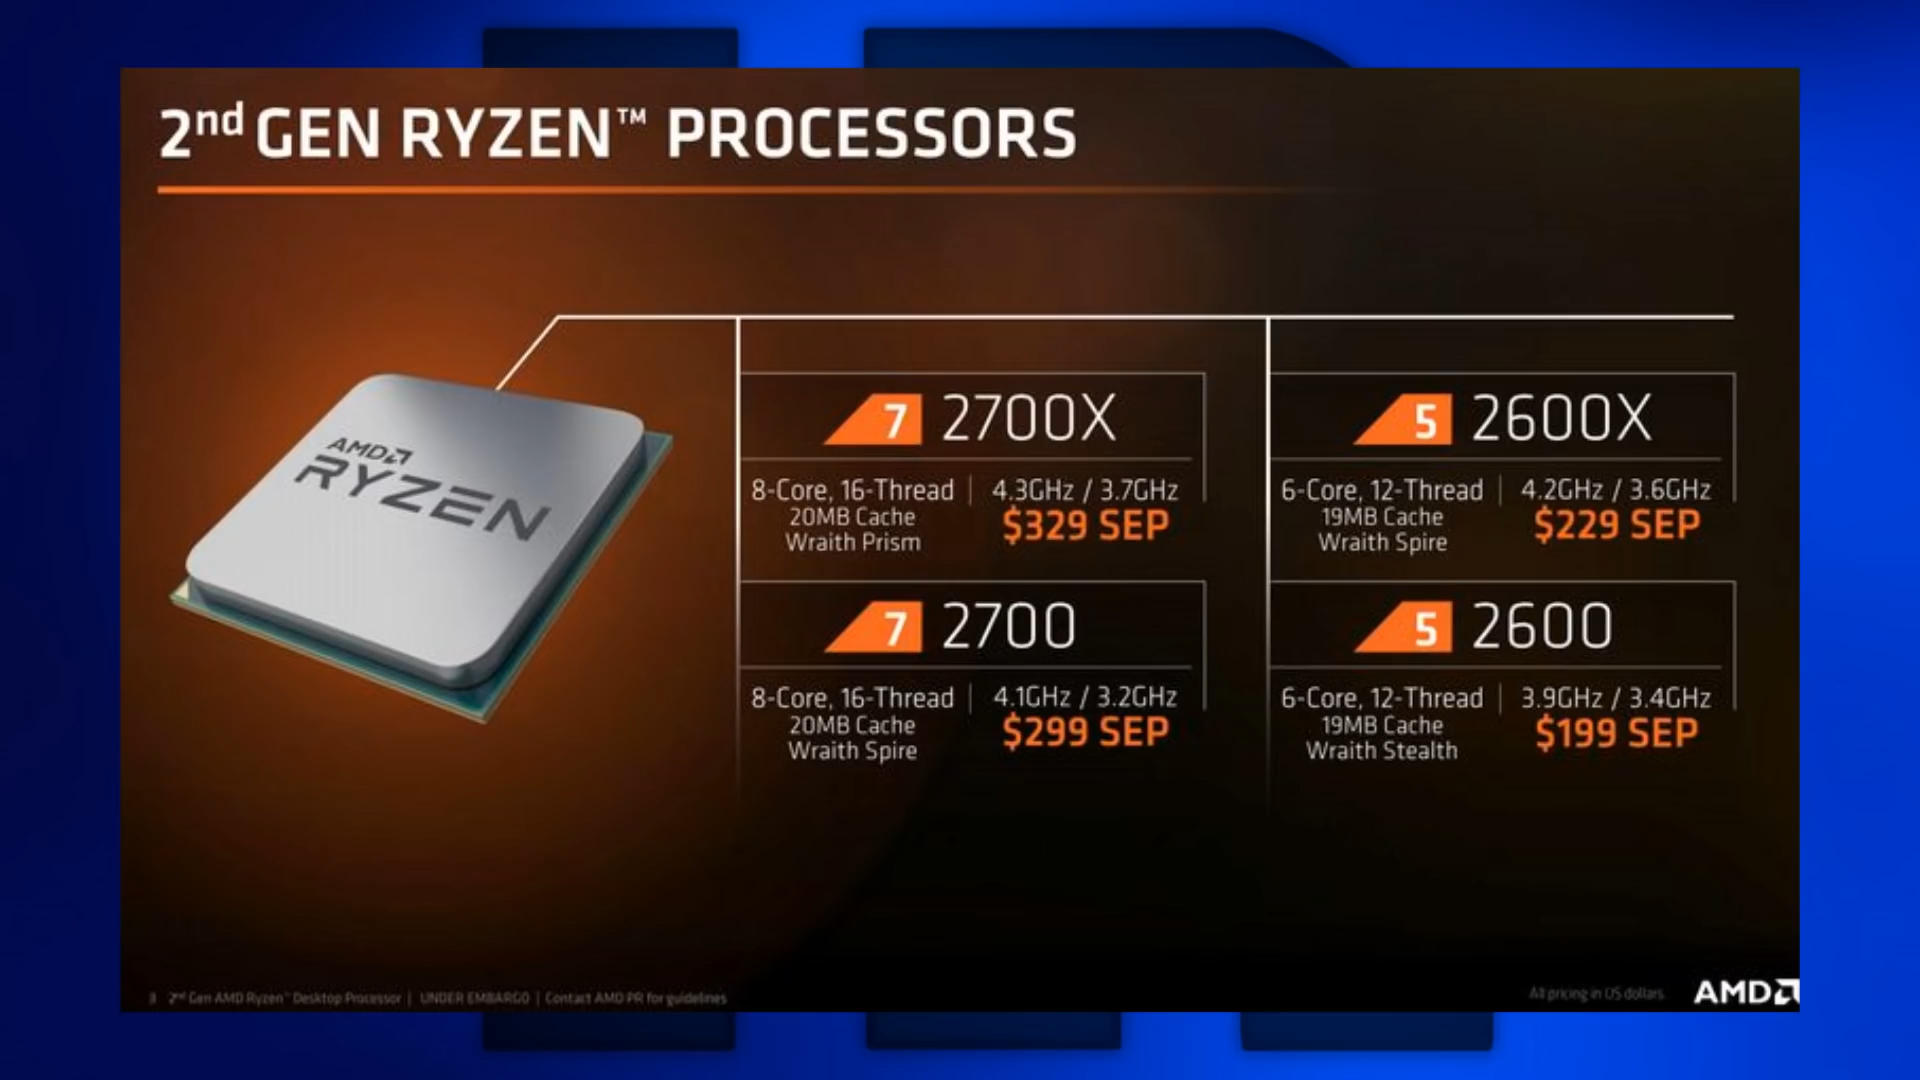 2nd GEN RYZEN™ PROCESSORS
AMD
RYZEN
7 2700X
8-Core, 16-Thread | 4.3GHz / 3.7GHz
20MB Cache
$329 SEP
Wraith Prism
5 2600X
6-Core, 12-Thread | 4.2GHz / 3.6GHz
19MB Cache
$229 SEP
Wraith Spire
7 2700
8-Core, 16-Thread | 4.1GHz / 3.2GHz
20MB Cache
$299 SEP
Wraith Spire
5 2600
6-Core, 12-Thread | 3.9GHz / 3.4GHz
19MB Cache
$199 SEP
Wraith Stealth
3 2nd Gen AMD Ryzen™ Desktop Processor | UNDER EMBARGO | Contact AMD PR for guidelines
All pricing in US dollars.
AMD